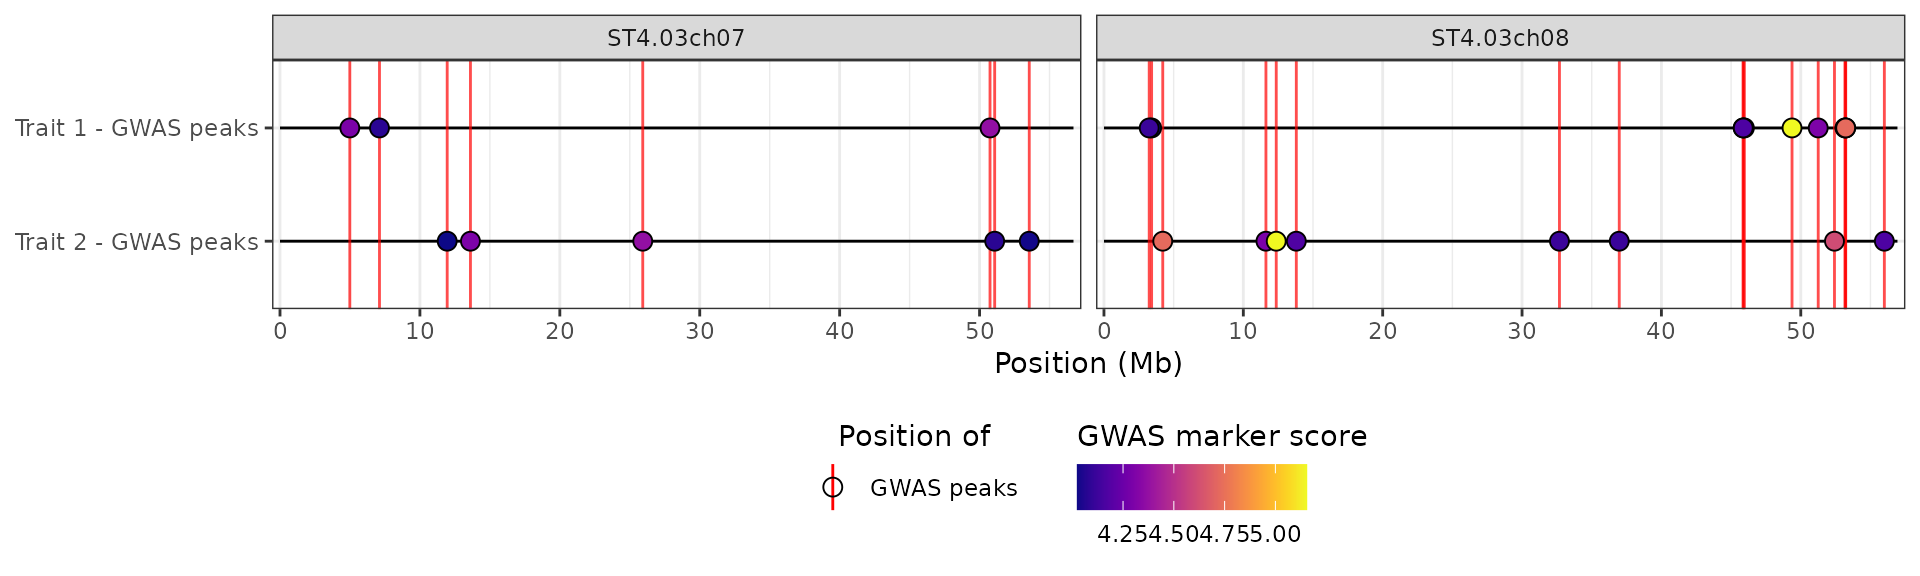 ST4.03ch07
ST4.03ch08
Trait 1 - GWAS peaks
Trait 2 - GWAS peaks
0 10 20 30 40 50
0 10 20 30 40 50
Position (Mb)
Position of
GWAS peaks
GWAS marker score
4.254.504.755.00